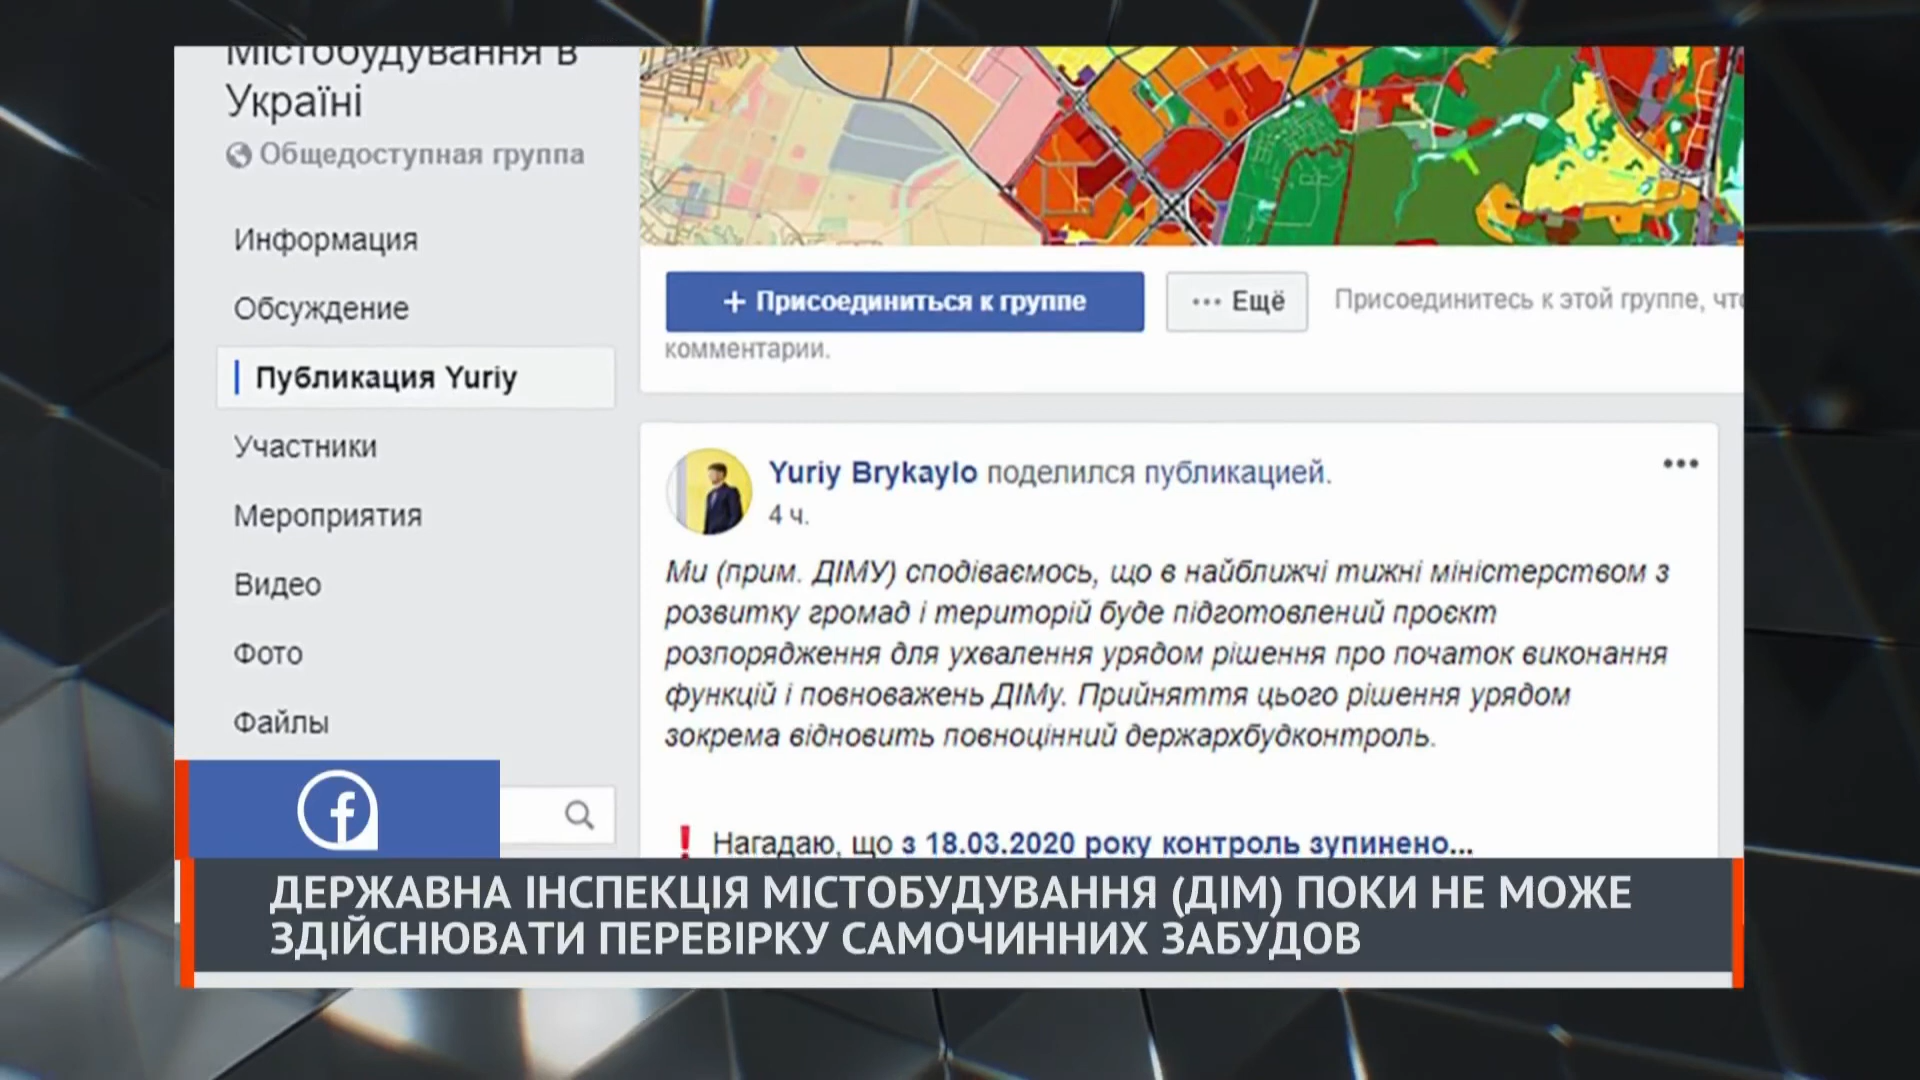 Містобудування в
Україні
Общедоступная группа
Информация
Обсуждение
Публикация Yuriy
Участники
Мероприятия
Видео
Фото
Файлы
+ Присоединиться к группе
••• Ещё
Присоединитесь к этой группе, что
комментарии.
Yuriy Brykaylo поделился публикацией.
4 ч.
Ми (прим. ДІМУ) сподіваємось, що в найближчі тижні міністерством з
розвитку громад і територій буде підготовлений проєкт
розпорядження для ухвалення урядом рішення про початок виконання
функцій і повноважень ДІМу. Прийняття цього рішення урядом
зокрема відновить повноцінний держархбудконтроль.
❗ Нагадаю, що з 18.03.2020 року контроль зупинено...
f
ДЕРЖАВНА ІНСПЕКЦІЯ МІСТОБУДУВАННЯ (ДІМ) ПОКИ НЕ МОЖЕ
ЗДІЙСНЮВАТИ ПЕРЕВІРКУ САМОЧИННИХ ЗАБУДОВ